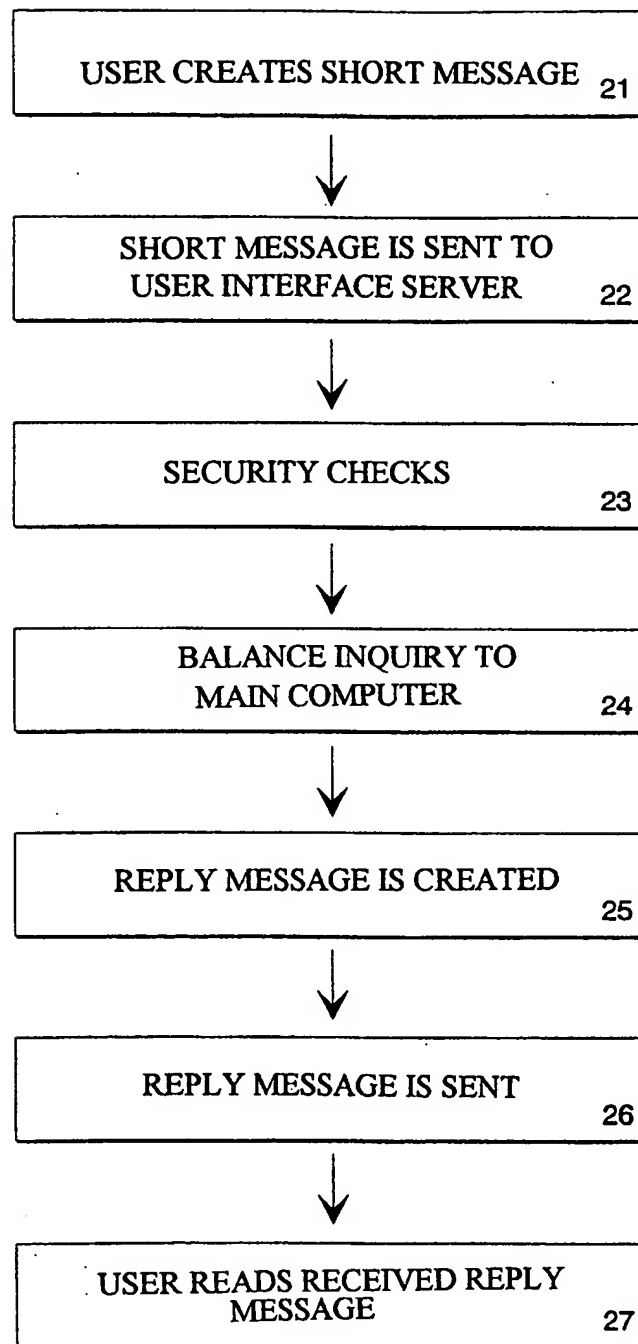 USER CREATES SHORT MESSAGE 21
SHORT MESSAGE IS SENT TO
USER INTERFACE SERVER 22
SECURITY CHECKS
23
BALANCE INQUIRY TO
MAIN COMPUTER 24
REPLY MESSAGE IS CREATED
25
REPLY MESSAGE IS SENT
26
USER READS RECEIVED REPLY
MESSAGE 27